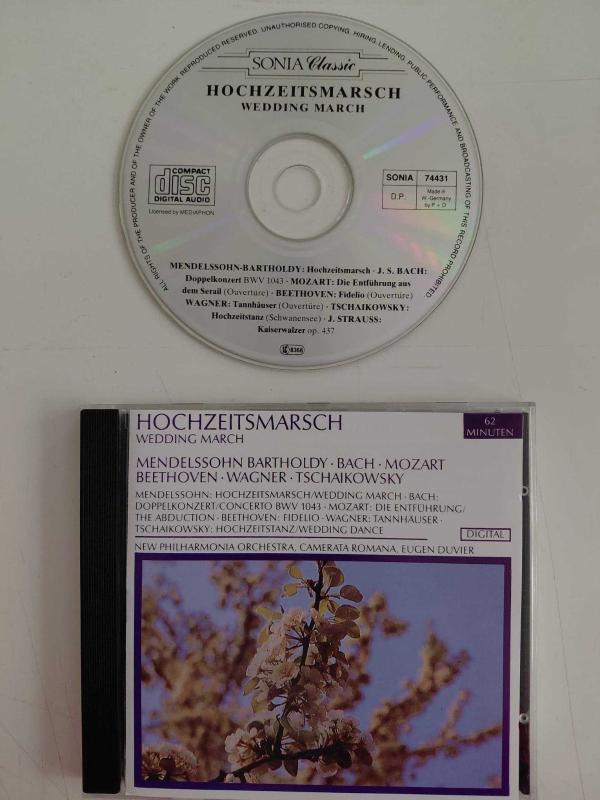 ALL RIGHTS OF THE PRODUCER AND OF THE OWNER OF THE WORK REPRODUCED RESERVED. UNAUTHORISED COPYING, HIRING, LENDING, PUBLIC PERFORMANCE AND BROADCASTING OF THIS RECORD PROHIBITED.
SONIA Classic
HOCHZEITSMARSCH
WEDDING MARCH
COMPACT
disc
DIGITAL AUDIO
Licensed by MEDIAPHON
SONIA 74431
D.P. Made in
W.-Germany
by P + O
MENDELSSOHN-BARTHOLDY: Hochzeitsmarsch · J. S. BACH:
Doppelkonzert BWV 1043 · MOZART: Die Entführung aus
dem Serail (Ouvertüre) · BEETHOVEN: Fidelio (Ouvertüre)
WAGNER: Tannhäuser (Ouvertüre) · TSCHAIKOWSKY:
Hochzeitstanz (Schwanensee) · J. STRAUSS:
Kaiserwalzer op. 437
8366
HOCHZEITSMARSCH
WEDDING MARCH
62
MINUTEN
MENDELSSOHN BARTHOLDY · BACH · MOZART
BEETHOVEN · WAGNER · TSCHAIKOWSKY
MENDELSSOHN: HOCHZEITSMARSCH/WEDDING MARCH · BACH:
DOPPELKONZERT/CONCERTO BWV 1043 · MOZART: DIE ENTFÜHRUNG/
THE ABDUCTION · BEETHOVEN: FIDELIO · WAGNER: TANNHÄUSER ·
TSCHAIKOWSKY: HOCHZEITSTANZ/WEDDING DANCE
DIGITAL
NEW PHILHARMONIA ORCHESTRA, CAMERATA ROMANA, EUGEN DUVIER